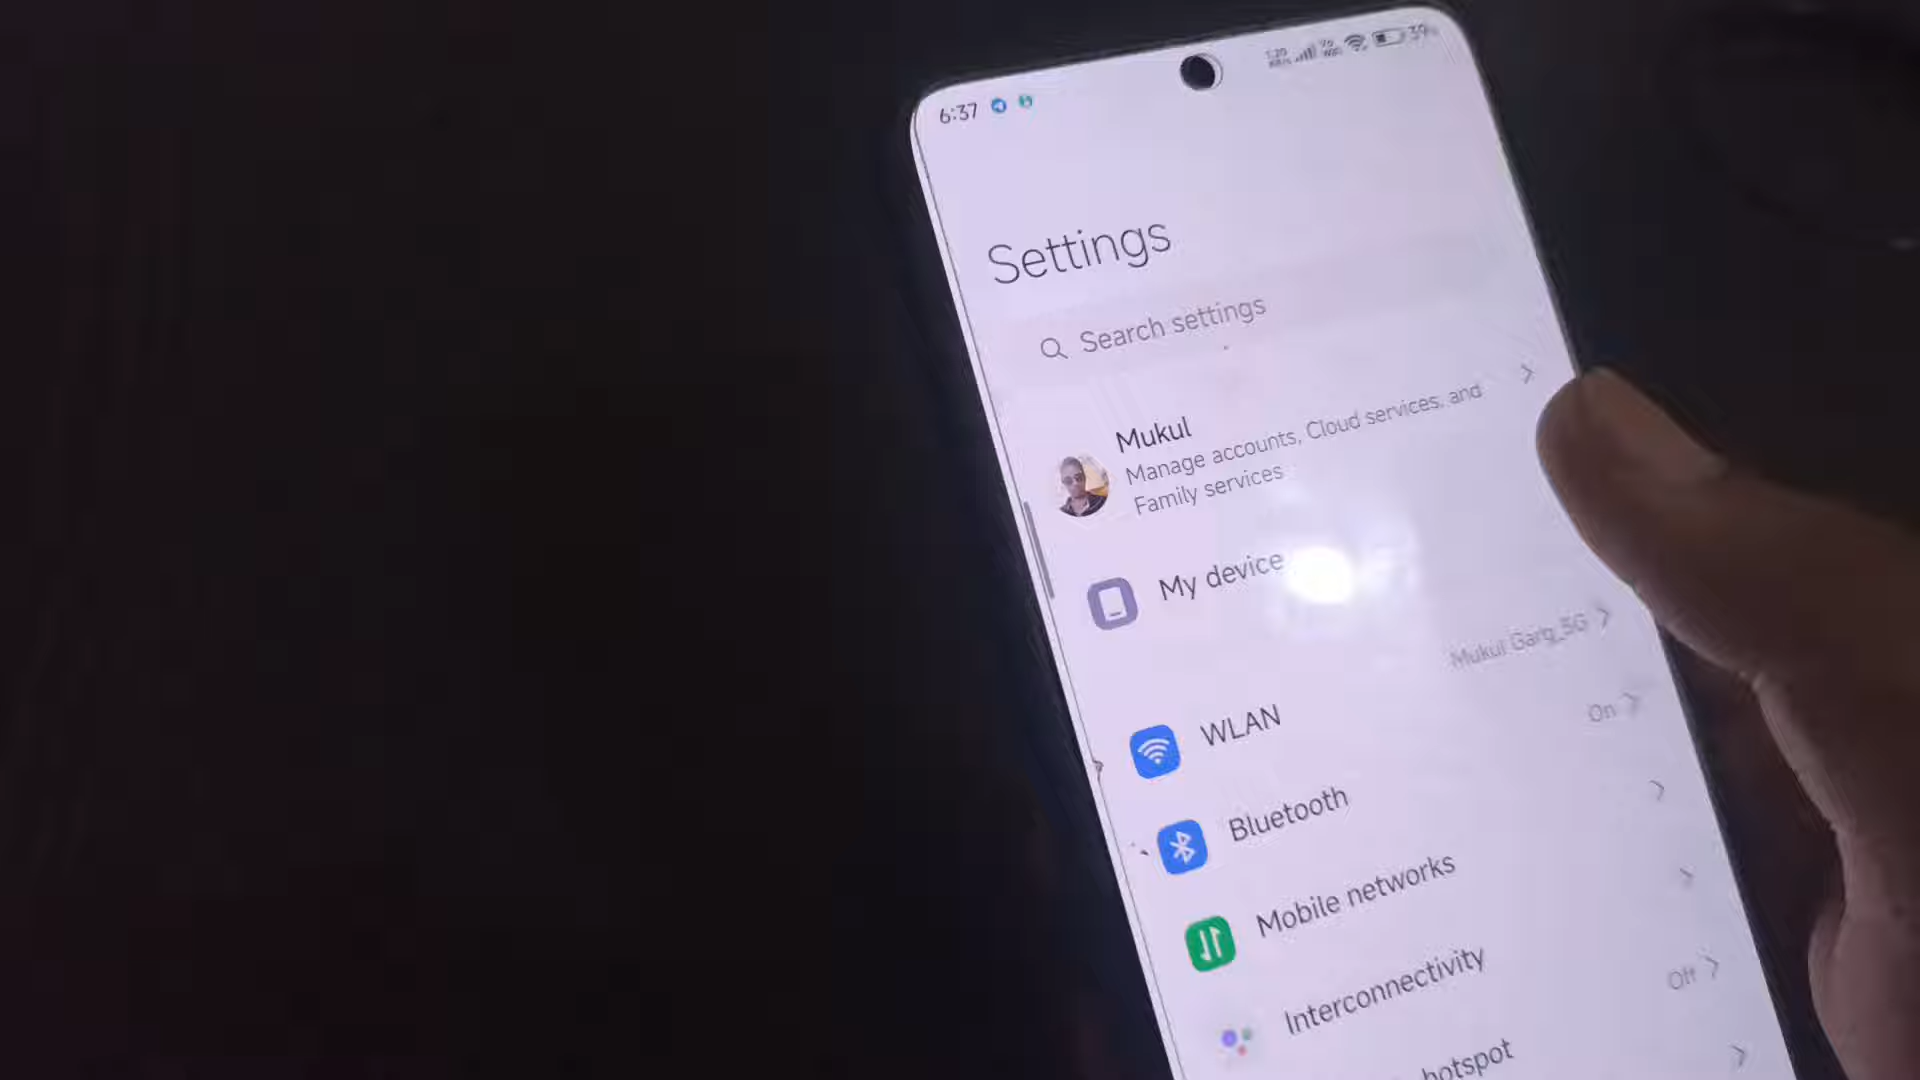 6:37
39
Settings
Search settings
Mukul
Manage accounts, Cloud services, and
Family services
My device
Mukul Garg_5G
WLAN
On
Bluetooth
Mobile networks
Interconnectivity
Off
hotspot